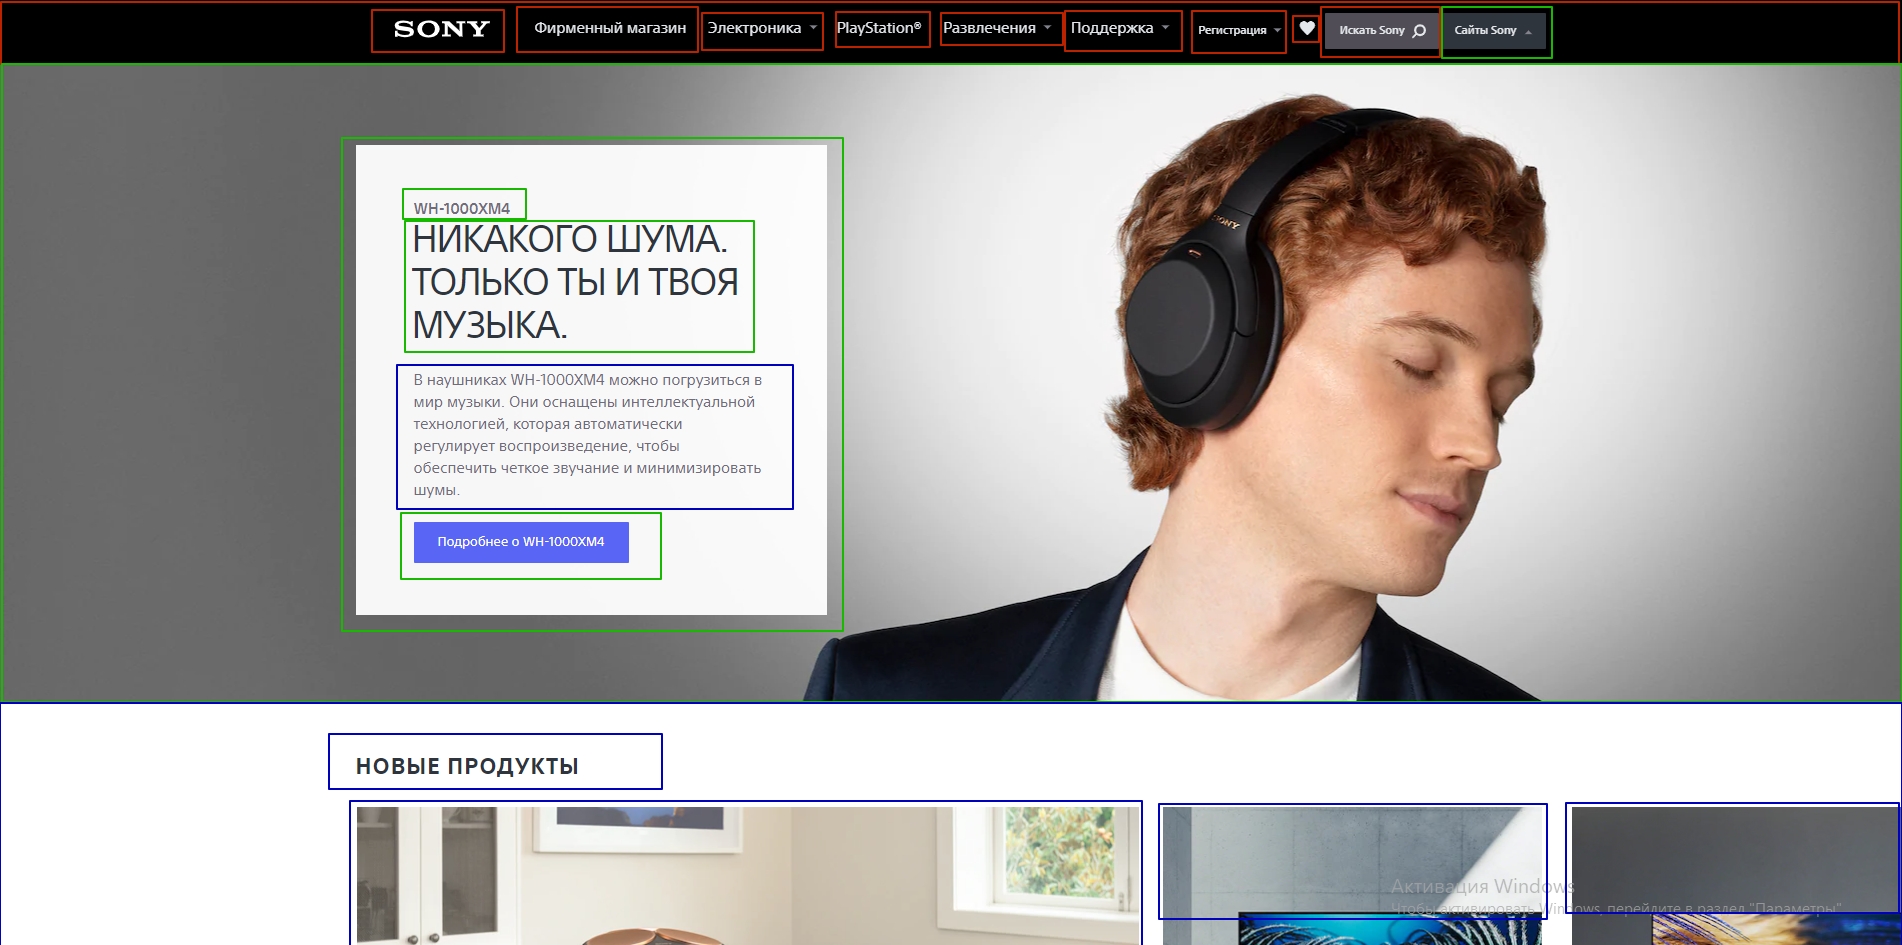 SONY
Фирменный магазин
Электроника
PlayStation®
Развлечения
Поддержка
Регистрация
Искать Sony
Сайты Sony
WH-1000XM4
НИКАКОГО ШУМА.
ТОЛЬКО ТЫ И ТВОЯ
МУЗЫКА.
В наушниках WH-1000XM4 можно погрузиться в
мир музыки. Они оснащены интеллектуальной
технологией, которая автоматически
регулирует воспроизведение, чтобы
обеспечить четкое звучание и минимизировать
шумы.
Подробнее о WH-1000XM4
SONY
НОВЫЕ ПРОДУКТЫ
Активация Windows
Чтобы активировать Windows, перейдите в раздел "Параметры".